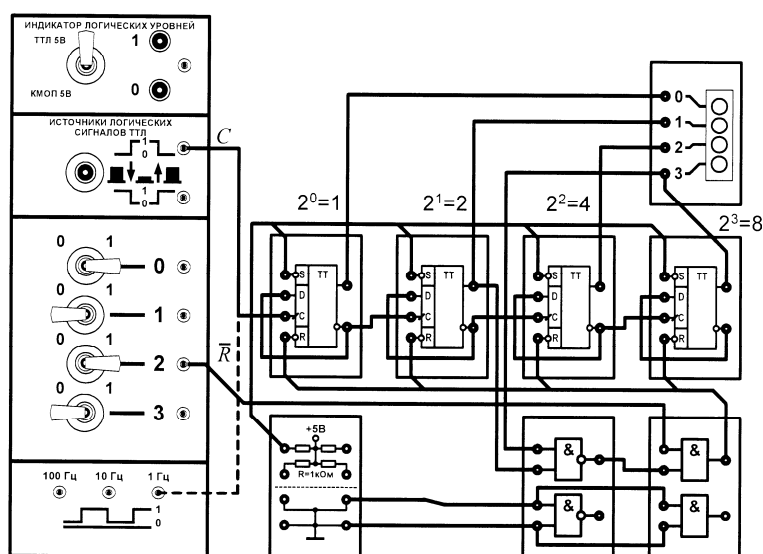 ИНДИКАТОР ЛОГИЧЕСКИХ УРОВНЕЙ
ТТЛ 5В
1
КМОП 5В
0
ИСТОЧНИКИ ЛОГИЧЕСКИХ
СИГНАЛОВ ТТЛ
1
0
1
0
C
0 1
0
0 1
1
0 1
2
R̅
0 1
3
100 Гц 10 Гц 1 Гц
1
0
0
1
2
3
2⁰=1
2¹=2
2²=4
2³=8
S TT
D
C
R
S TT
D
C
R
S TT
D
C
R
S TT
D
C
R
+5В
R=1кОм
&
&
&
&